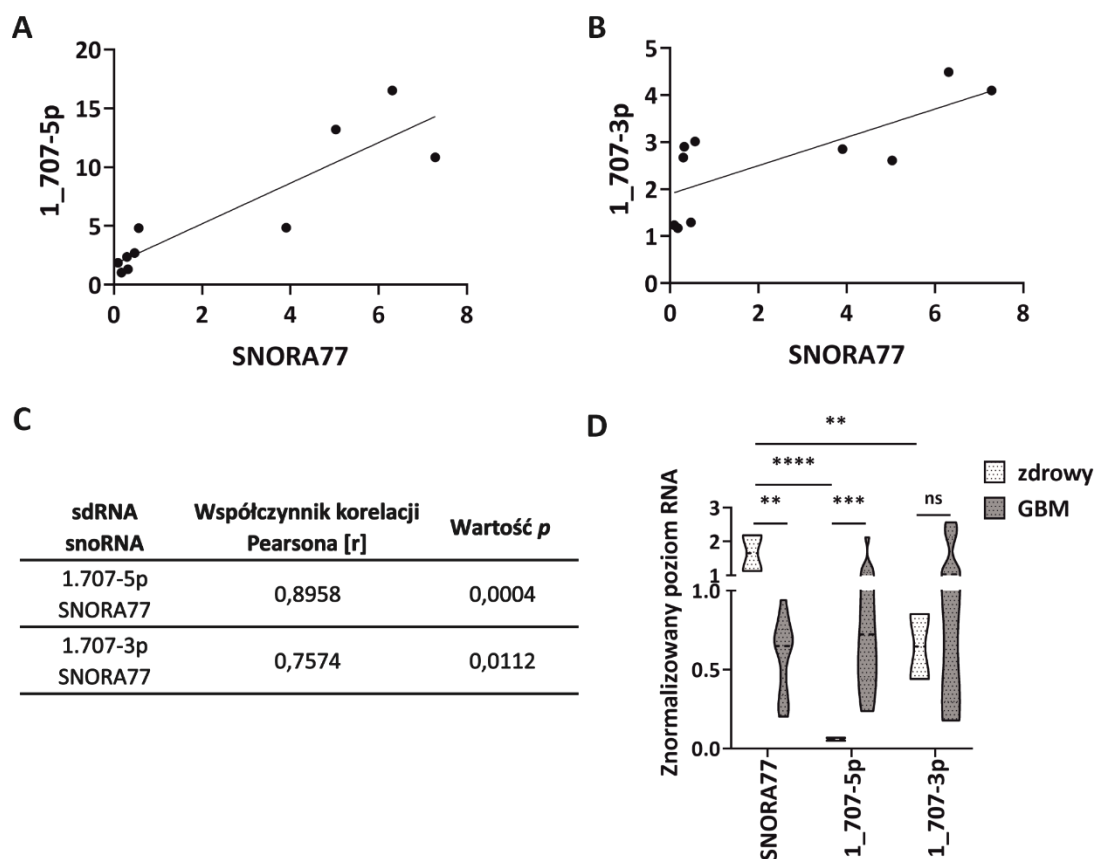 A
20
15
10
5
0
1_707-5p
0 2 4 6 8
SNORA77
B
5
4
3
2
1
0
1_707-3p
0 2 4 6 8
SNORA77
C
sdRNA
snoRNA
Współczynnik korelacji
Pearsona [r]
Wartość p
1.707-5p
SNORA77
0,8958
0,0004
1.707-3p
SNORA77
0,7574
0,0112
D
**
****
** *** ns
zdrowy
GBM
Znormalizowany poziom RNA
3
2
1
1.0
0.5
0.0
SNORA77
1_707-5p
1_707-3p